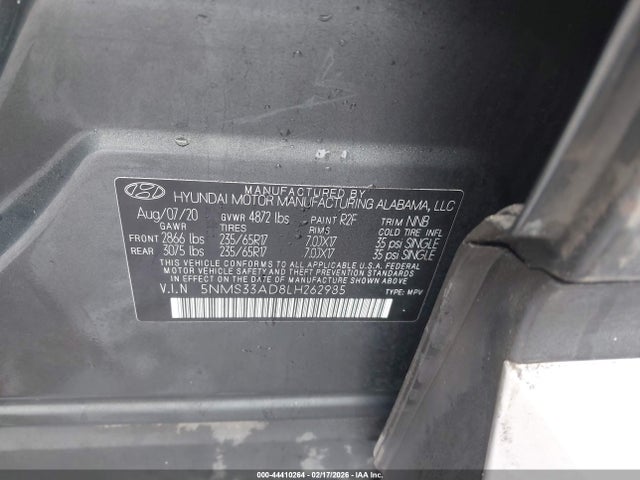 MANUFACTURED BY
HYUNDAI MOTOR MANUFACTURING ALABAMA, LLC
Aug/07/20 GVWR 4872 lbs PAINT R2F TRIM NNB
GAWR TIRES RIMS COLD TIRE INFL
FRONT 2866 lbs 235/65R17 7.0JX17 35 psi SINGLE
REAR 3075 lbs 235/65R17 7.0JX17 35 psi SINGLE
THIS VEHICLE CONFORMS TO ALL APPLICABLE U.S.A. FEDERAL
MOTOR VEHICLE SAFETY, BUMPER, AND THEFT PREVENTION STANDARDS
IN EFFECT ON THE DATE OF MANUFACTURE SHOWN ABOVE.
V.I.N 5NMS33AD8LH262985 TYPE: MPV
000-44410264 - 02/17/2026 - COPYRIGHT IAA, LLC